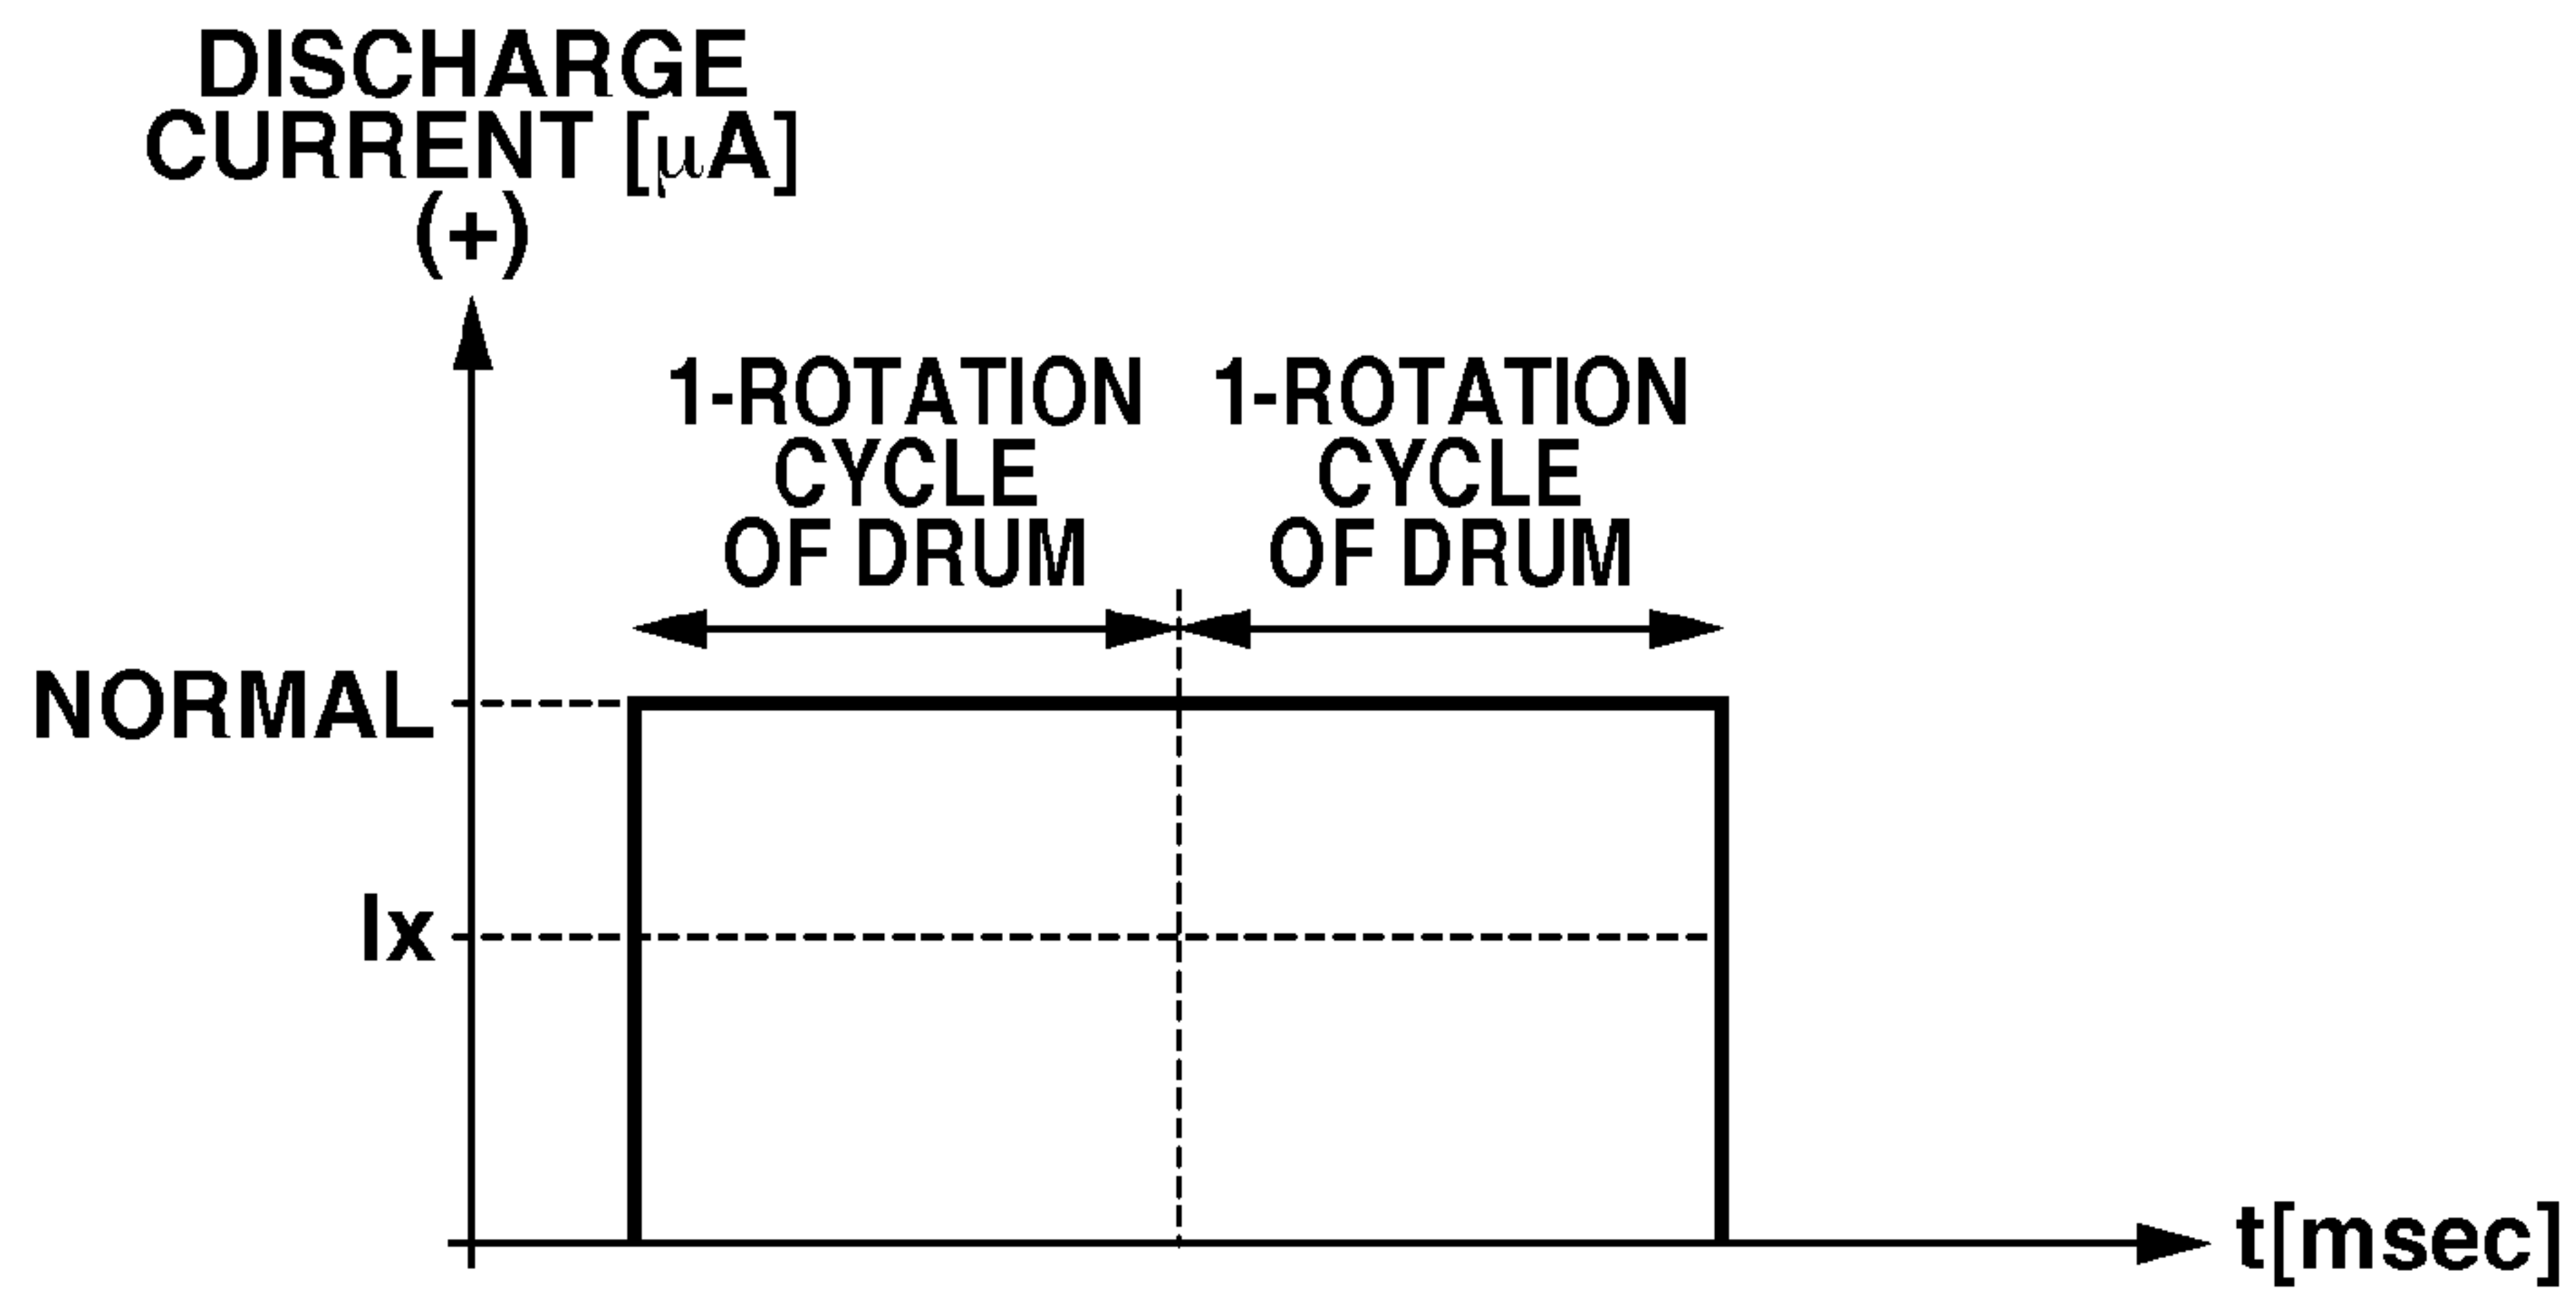 DISCHARGE
CURRENT [μA]
(+)
1-ROTATION
CYCLE
OF DRUM
1-ROTATION
CYCLE
OF DRUM
NORMAL
Ix
t[msec]